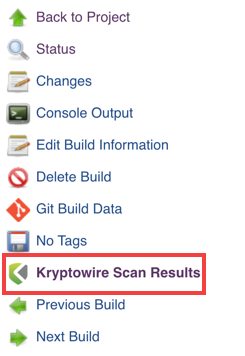 Back to Project
Status
Changes
Console Output
Edit Build Information
Delete Build
Git Build Data
No Tags
Kryptowire Scan Results
Previous Build
Next Build